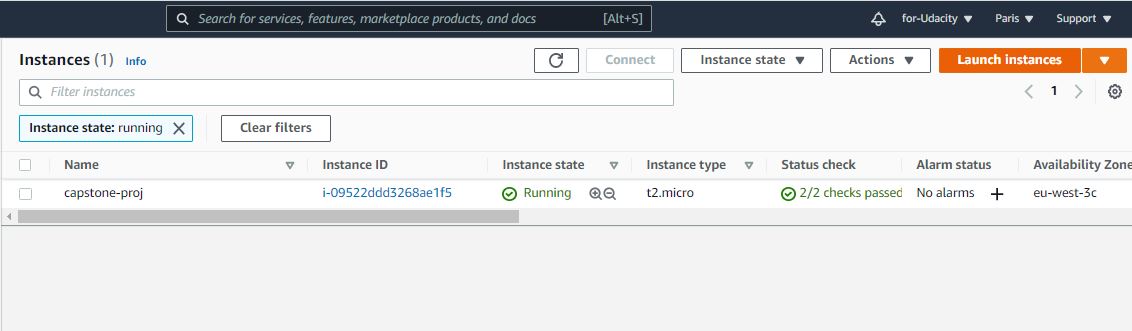 Search for services, features, marketplace products, and docs [Alt+S] for-Udacity Paris Support
Instances (1) Info Connect Instance state Actions Launch instances
Filter instances 1
Instance state: running Clear filters
Name Instance ID Instance state Instance type Status check Alarm status Availability Zone
capstone-proj i-09522ddd3268ae1f5 Running t2.micro 2/2 checks passed No alarms eu-west-3c